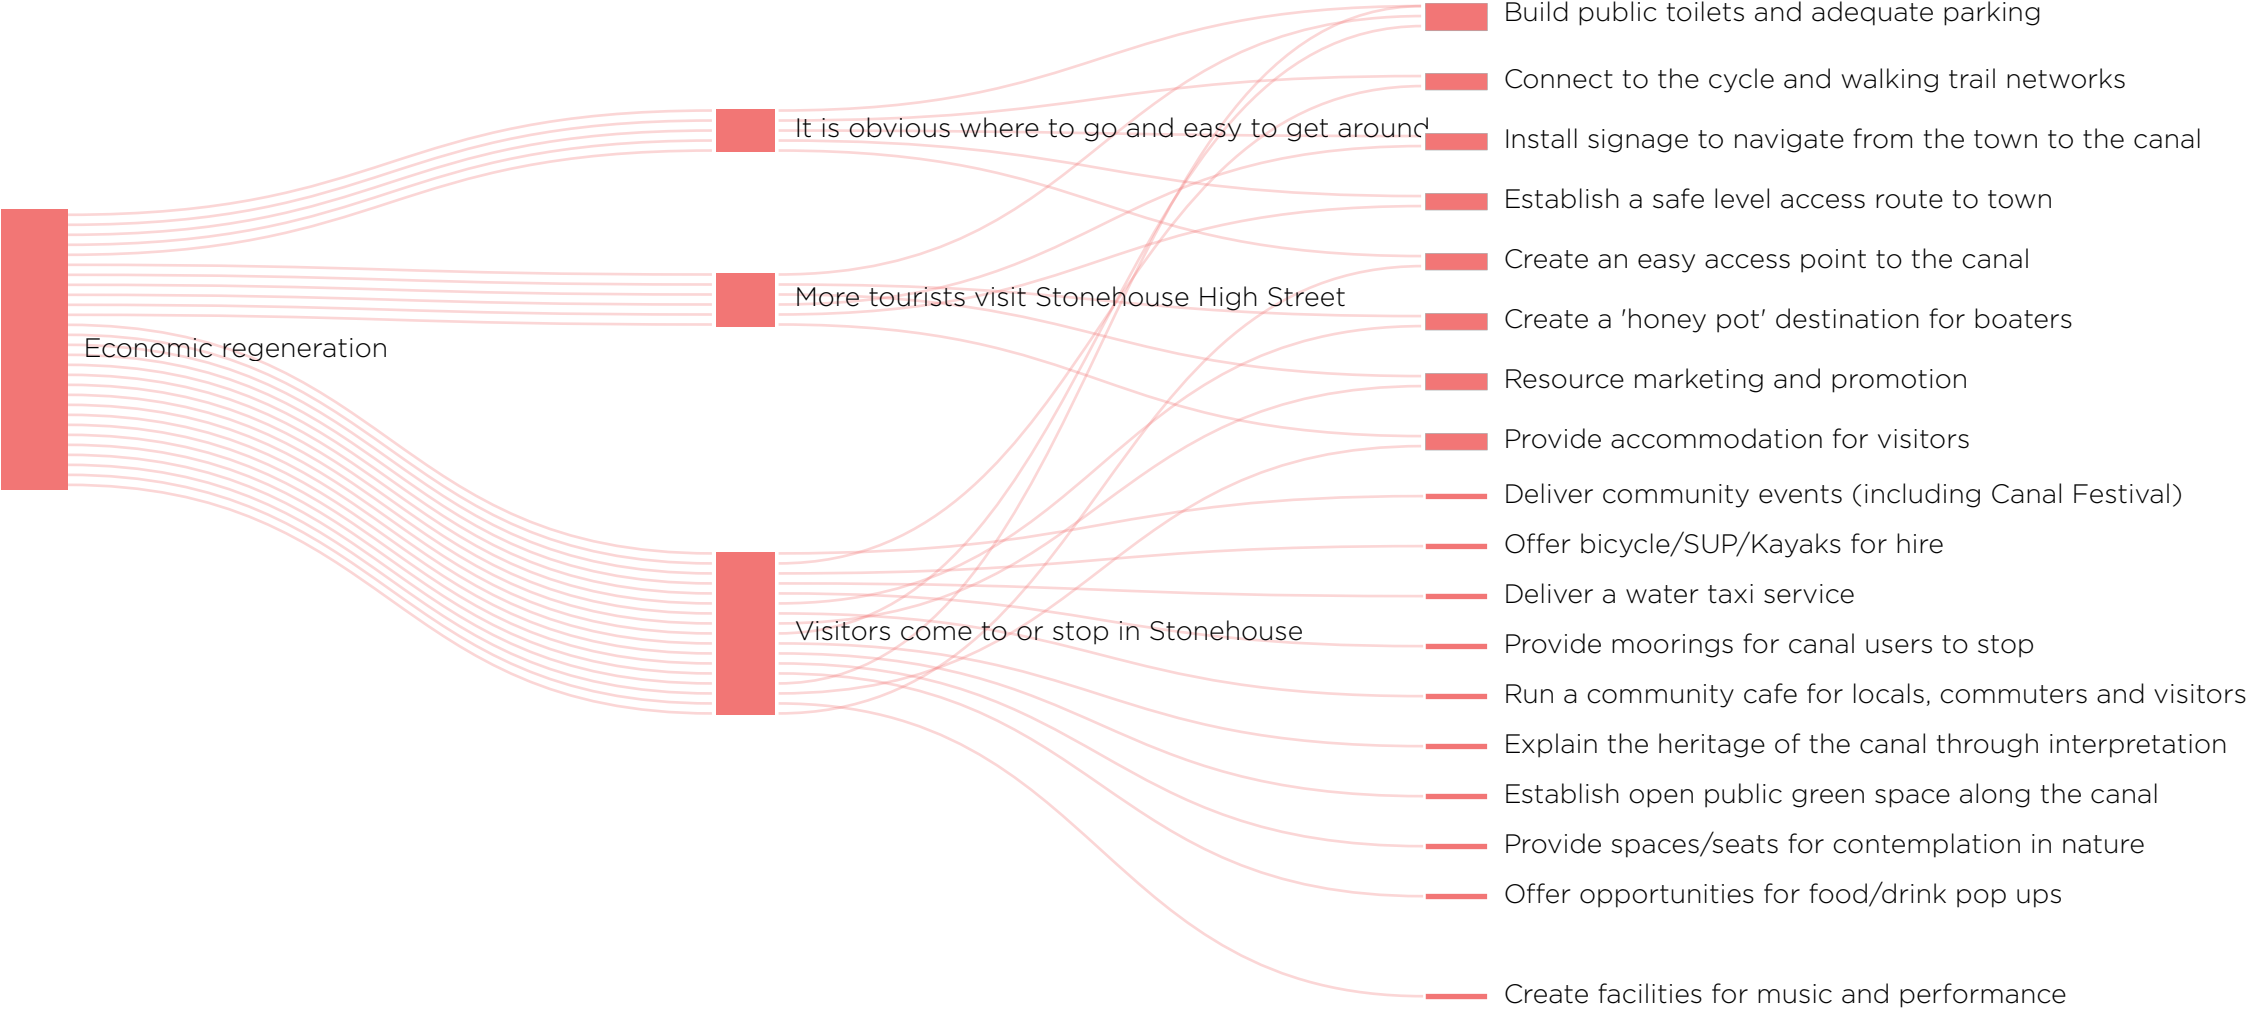 Economic regeneration
It is obvious where to go and easy to get around
More tourists visit Stonehouse High Street
Visitors come to or stop in Stonehouse
Build public toilets and adequate parking
Connect to the cycle and walking trail networks
Install signage to navigate from the town to the canal
Establish a safe level access route to town
Create an easy access point to the canal
Create a 'honey pot' destination for boaters
Resource marketing and promotion
Provide accommodation for visitors
Deliver community events (including Canal Festival)
Offer bicycle/SUP/Kayaks for hire
Deliver a water taxi service
Provide moorings for canal users to stop
Run a community cafe for locals, commuters and visitors
Explain the heritage of the canal through interpretation
Establish open public green space along the canal
Provide spaces/seats for contemplation in nature
Offer opportunities for food/drink pop ups
Create facilities for music and performance